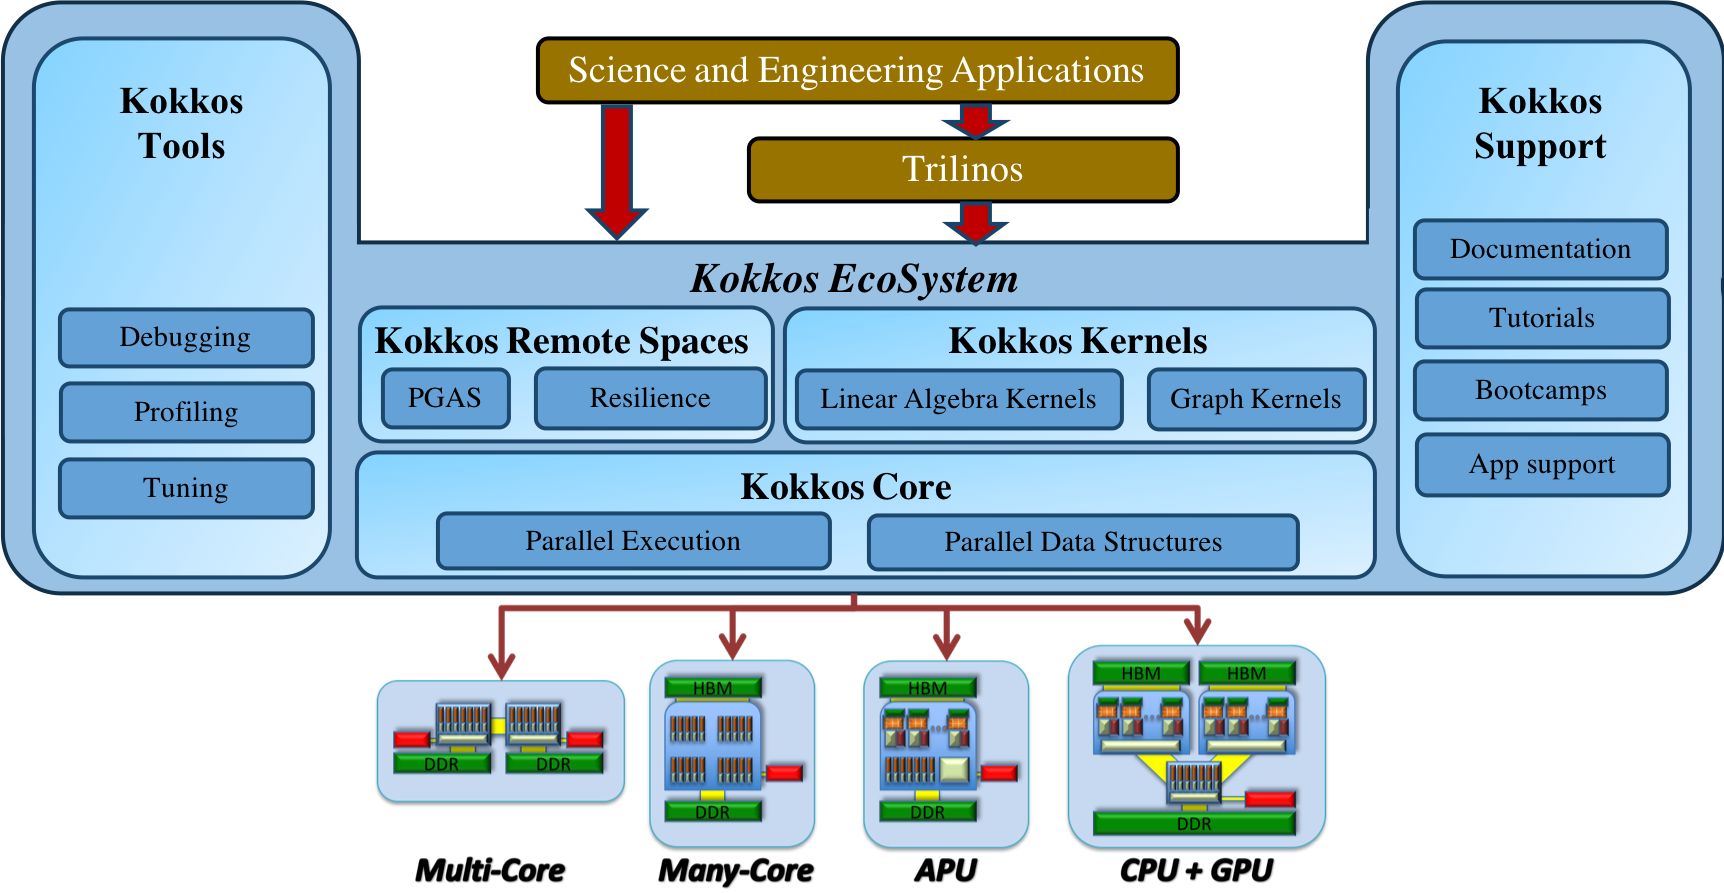 Kokkos
Tools
Debugging
Profiling
Tuning
Science and Engineering Applications
Trilinos
Kokkos EcoSystem
Kokkos Remote Spaces
PGAS
Resilience
Kokkos Kernels
Linear Algebra Kernels
Graph Kernels
Kokkos Core
Parallel Execution
Parallel Data Structures
Kokkos
Support
Documentation
Tutorials
Bootcamps
App support
DDR
DDR
Multi-Core
HBM
DDR
Many-Core
HBM
DDR
APU
HBM
HBM
DDR
CPU + GPU